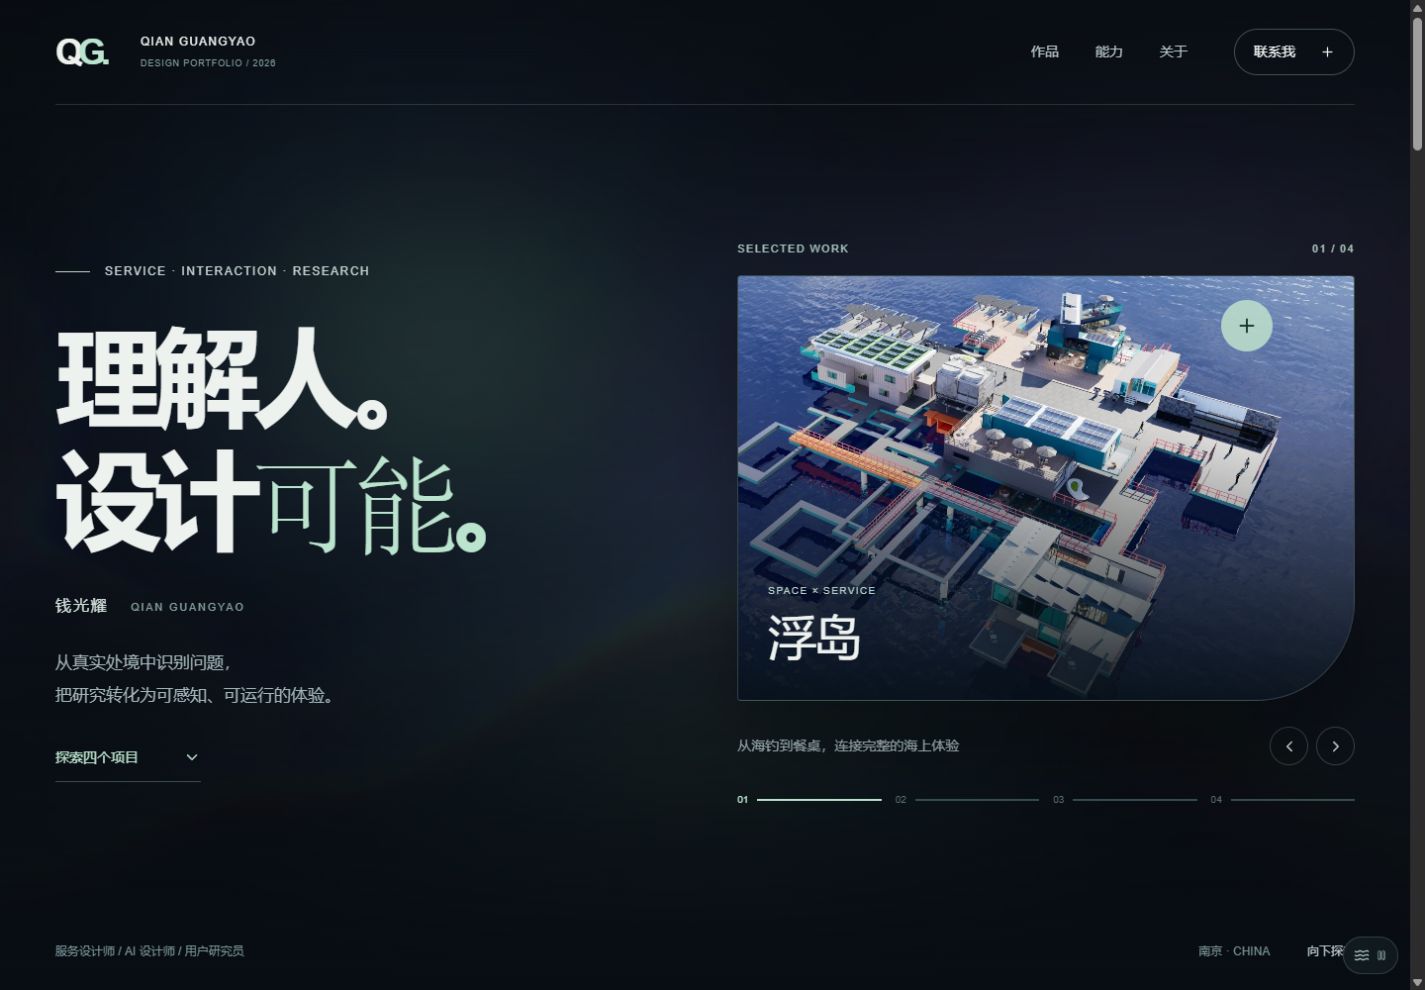 QG.
QIAN GUANGYAO
DESIGN PORTFOLIO / 2026
作品
能力
关于
联系我 +
SERVICE · INTERACTION · RESEARCH
理解人。
设计可能。
钱光耀 QIAN GUANGYAO
从真实处境中识别问题，
把研究转化为可感知、可运行的体验。
探索四个项目
SELECTED WORK
01 / 04
SPACE × SERVICE
浮岛
从海钓到餐桌，连接完整的海上体验
01
02
03
04
服务设计师 / AI 设计师 / 用户研究员
南京 · CHINA
向下探